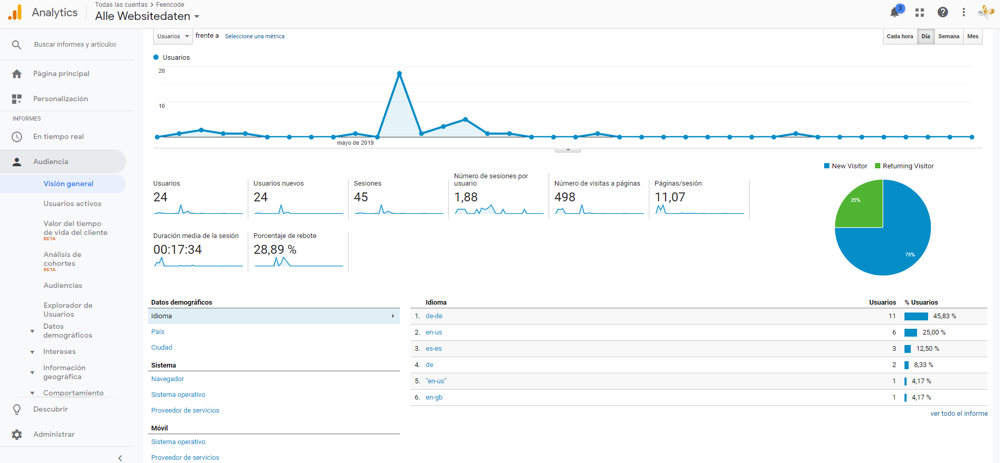 Analytics
Todas las cuentas > Feencode
Alle Websitedaten
3
Buscar informes y artículos
Página principal
Personalización
INFORMES
En tiempo real
Audiencia
Visión general
Usuarios activos
Valor del tiempo
de vida del cliente
BETA
Análisis de
cohortes
BETA
Audiencias
Explorador de
Usuarios
Datos
demográficos
Intereses
Información
geográfica
Comportamiento
Descubrir
Administrar
Usuarios frente a Seleccione una métrica
Cada hora Día Semana Mes
Usuarios
20
10
mayo de 2019
New Visitor Returning Visitor
25%
75%
Usuarios
24
Usuarios nuevos
24
Sesiones
45
Número de sesiones por
usuario
1,88
Número de visitas a páginas
498
Páginas/sesión
11,07
Duración media de la sesión
00:17:34
Porcentaje de rebote
28,89 %
Datos demográficos
Idioma
País
Ciudad
Sistema
Navegador
Sistema operativo
Proveedor de servicios
Móvil
Sistema operativo
Proveedor de servicios
Idioma Usuarios % Usuarios
1. de-de 11 45,83 %
2. en-us 6 25,00 %
3. es-es 3 12,50 %
4. de 2 8,33 %
5. "en-us" 1 4,17 %
6. en-gb 1 4,17 %
ver todo el informe